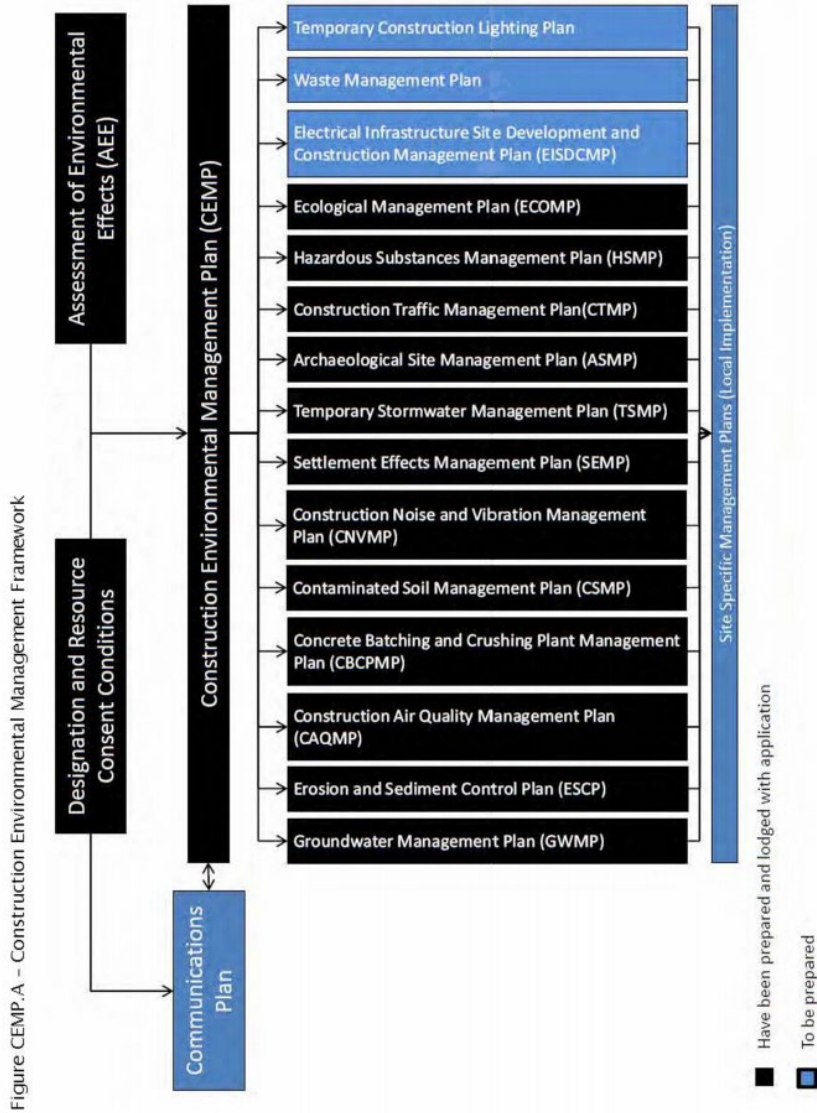 Figure CEMP.A – Construction Environmental Management Framework
Designation and Resource
Consent Conditions
Assessment of Environmental
Effects (AEE)
Communications
Plan
Construction Environmental Management Plan (CEMP)
Groundwater Management Plan (GWMP)
Erosion and Sediment Control Plan (ESCP)
Construction Air Quality Management Plan
(CAQMP)
Concrete Batching and Crushing Plant Management
Plan (CBCPMP)
Contaminated Soil Management Plan (CSMP)
Construction Noise and Vibration Management
Plan (CNVMP)
Settlement Effects Management Plan (SEMP)
Temporary Stormwater Management Plan (TSMP)
Archaeological Site Management Plan (ASMP)
Construction Traffic Management Plan(CTMP)
Hazardous Substances Management Plan (HSMP)
Ecological Management Plan (ECOMP)
Electrical Infrastructure Site Development and
Construction Management Plan (EISDCMP)
Waste Management Plan
Temporary Construction Lighting Plan
Site Specific Management Plans (Local Implementation)
Have been prepared and lodged with application
To be prepared